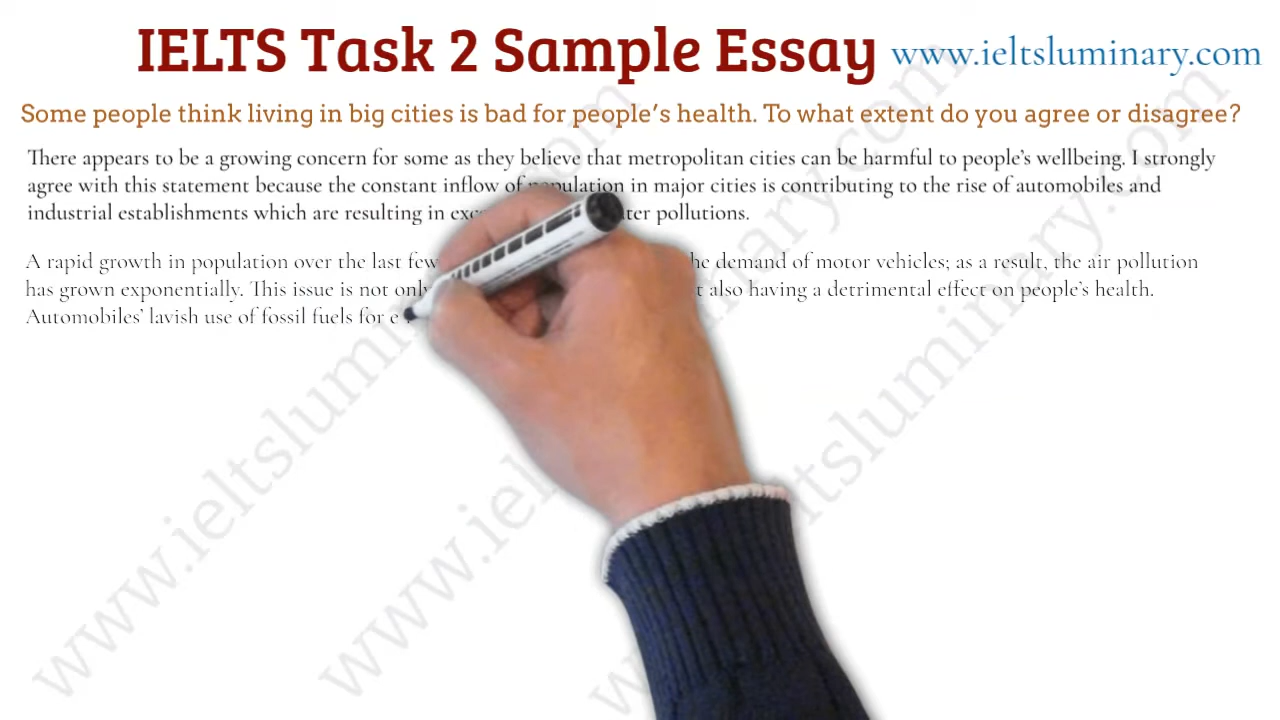 IELTS Task 2 Sample Essay www.ieltsluminary.com
Some people think living in big cities is bad for people's health. To what extent do you agree or disagree?
There appears to be a growing concern for some as they believe that metropolitan cities can be harmful to people's wellbeing. I strongly
agree with this statement because the constant inflow of population in major cities is contributing to the rise of automobiles and
industrial establishments which are resulting in pollutions.
A rapid growth in population over the last few demand of motor vehicles; as a result, the air pollution
has grown exponentially. This issue is not only also having a detrimental effect on people's health.
Automobiles' lavish use of fossil fuels for e
www.ieltsluminary.com
www.ieltsluminary.com